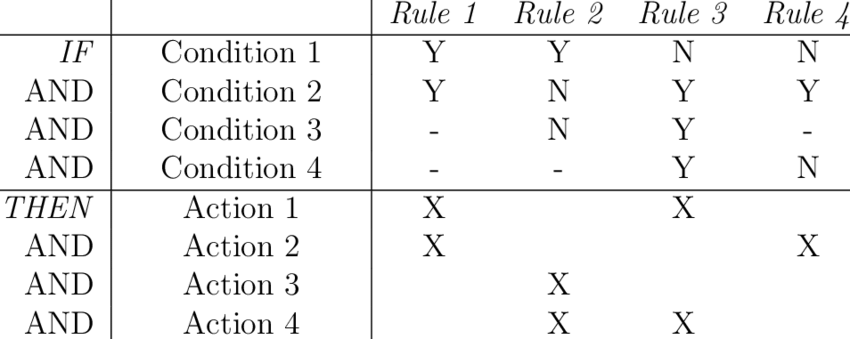 Rule 1 Rule 2 Rule 3 Rule 4
IF Condition 1 Y Y N N
AND Condition 2 Y N Y Y
AND Condition 3 - N Y -
AND Condition 4 - - Y N
THEN Action 1 X X
AND Action 2 X X
AND Action 3 X
AND Action 4 X X